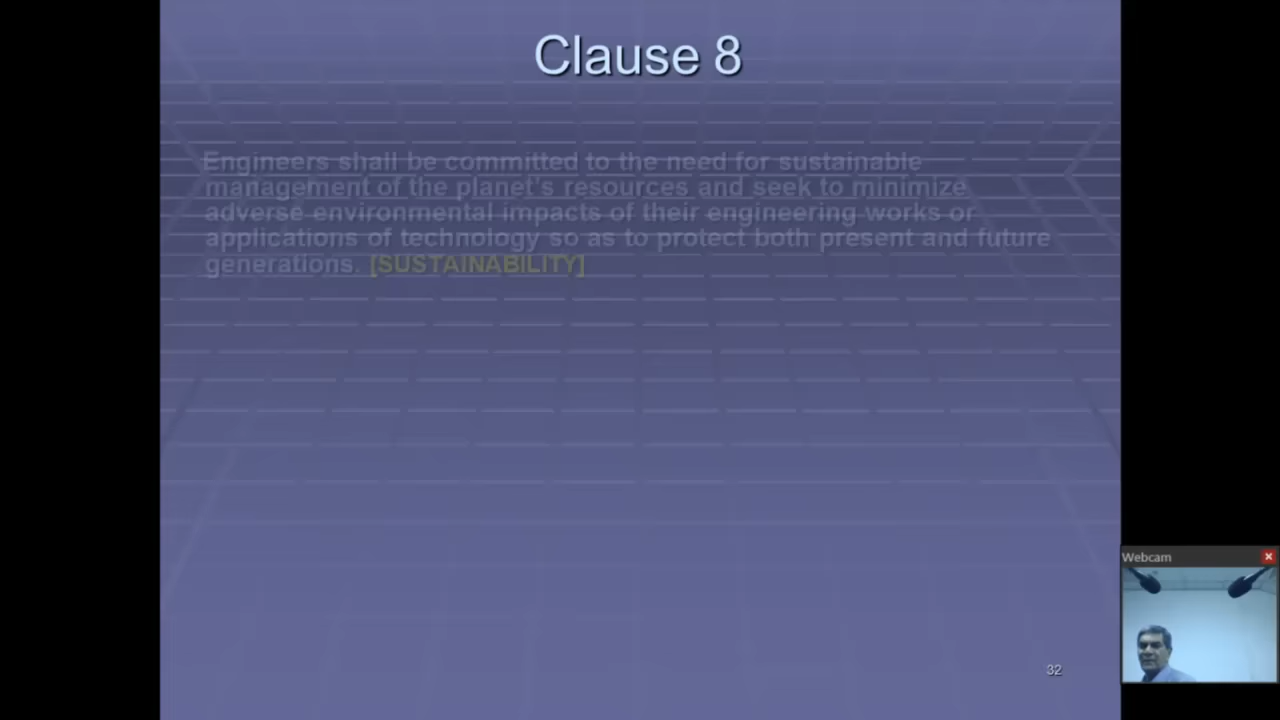 Clause 8
Engineers shall be committed to the need for sustainable
management of the planet's resources and seek to minimize
adverse environmental impacts of their engineering works or
applications of technology so as to protect both present and future
generations. [SUSTAINABILITY]
Webcam
32